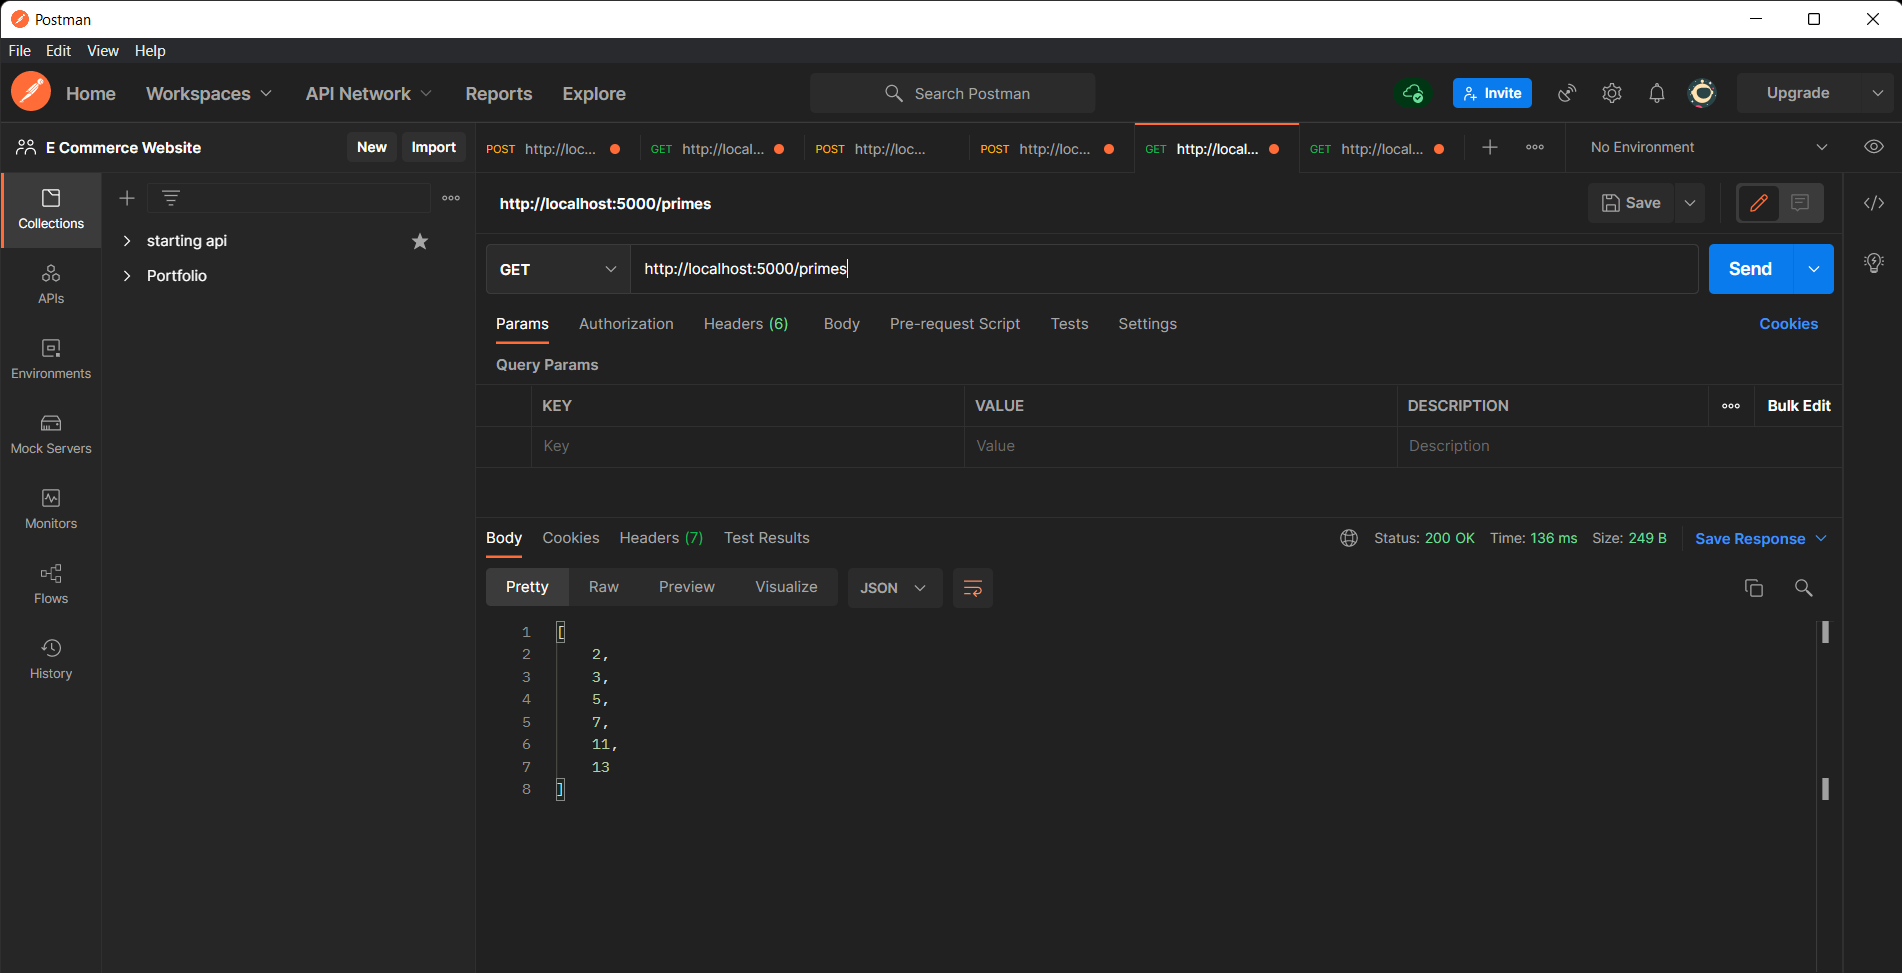 Postman
File Edit View Help
Home Workspaces API Network Reports Explore Search Postman Invite Upgrade
E Commerce Website New Import
POST http://loc... GET http://local... POST http://loc... POST http://loc... GET http://local... GET http://local... No Environment
Collections
APIs
Environments
Mock Servers
Monitors
Flows
History
starting api
Portfolio
http://localhost:5000/primes Save
GET http://localhost:5000/primes Send
Params Authorization Headers (6) Body Pre-request Script Tests Settings Cookies
Query Params
KEY VALUE DESCRIPTION Bulk Edit
Key Value Description
Body Cookies Headers (7) Test Results Status: 200 OK Time: 136 ms Size: 249 B Save Response
Pretty Raw Preview Visualize JSON
1 [
2 2,
3 3,
4 5,
5 7,
6 11,
7 13
8 ]